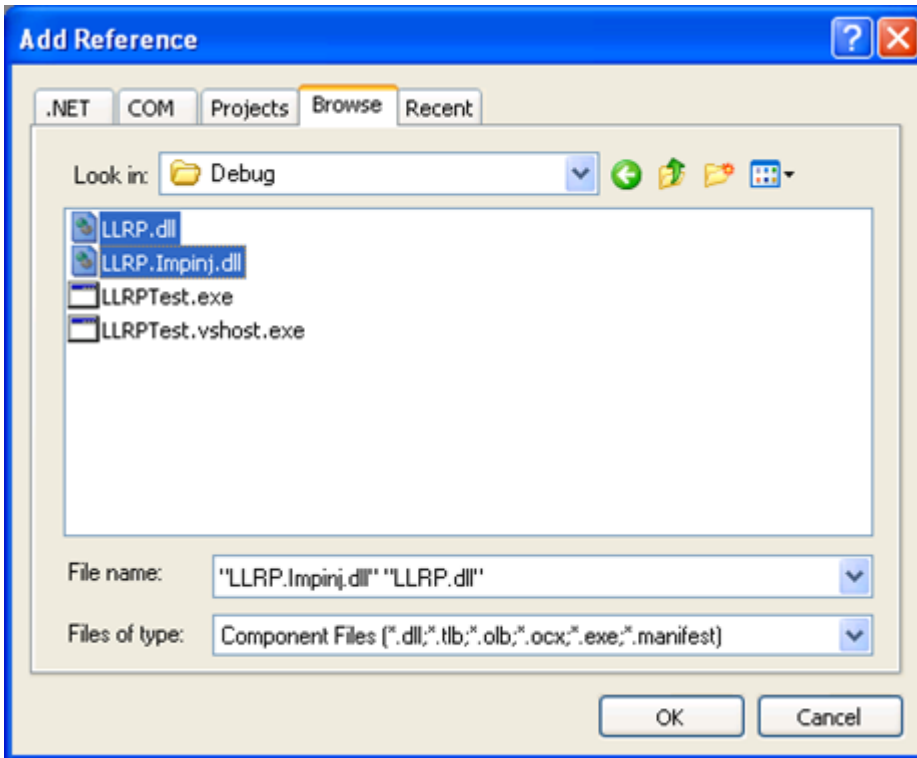 Add Reference
?
.NET COM Projects Browse Recent
Look in: Debug
LLRP.dll
LLRP.Impinj.dll
LLRPTest.exe
LLRPTest.vshost.exe
File name: "LLRP.Impinj.dll" "LLRP.dll"
Files of type: Component Files (*.dll;*.tlb;*.olb;*.ocx;*.exe;*.manifest)
OK Cancel